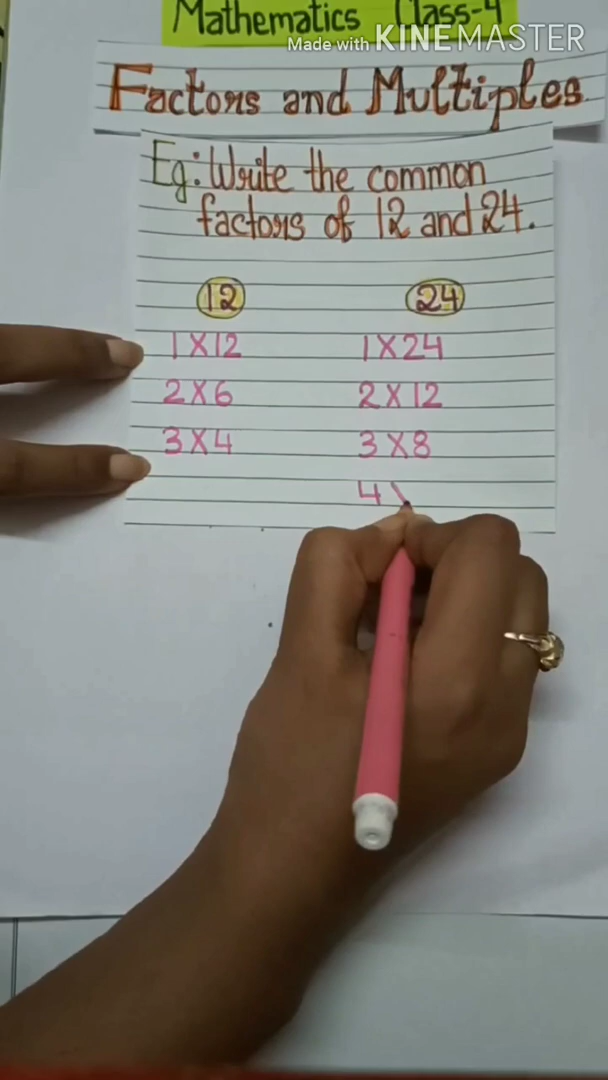 Mathematics Class-4
Made with KINEMASTER
Factors and Multiples
Eg: Write the common
factors of 12 and 24.
12 24
1X12 1X24
2X6 2X12
3X4 3X8
4 \